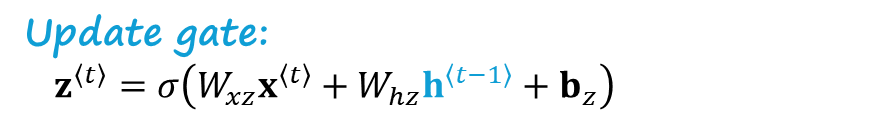 Update gate:
𝐳⟨𝑡⟩ = 𝜎(𝑊𝑥𝑧𝐱⟨𝑡⟩ + 𝑊ℎ𝑧𝐡⟨𝑡−1⟩ + 𝐛𝑧)